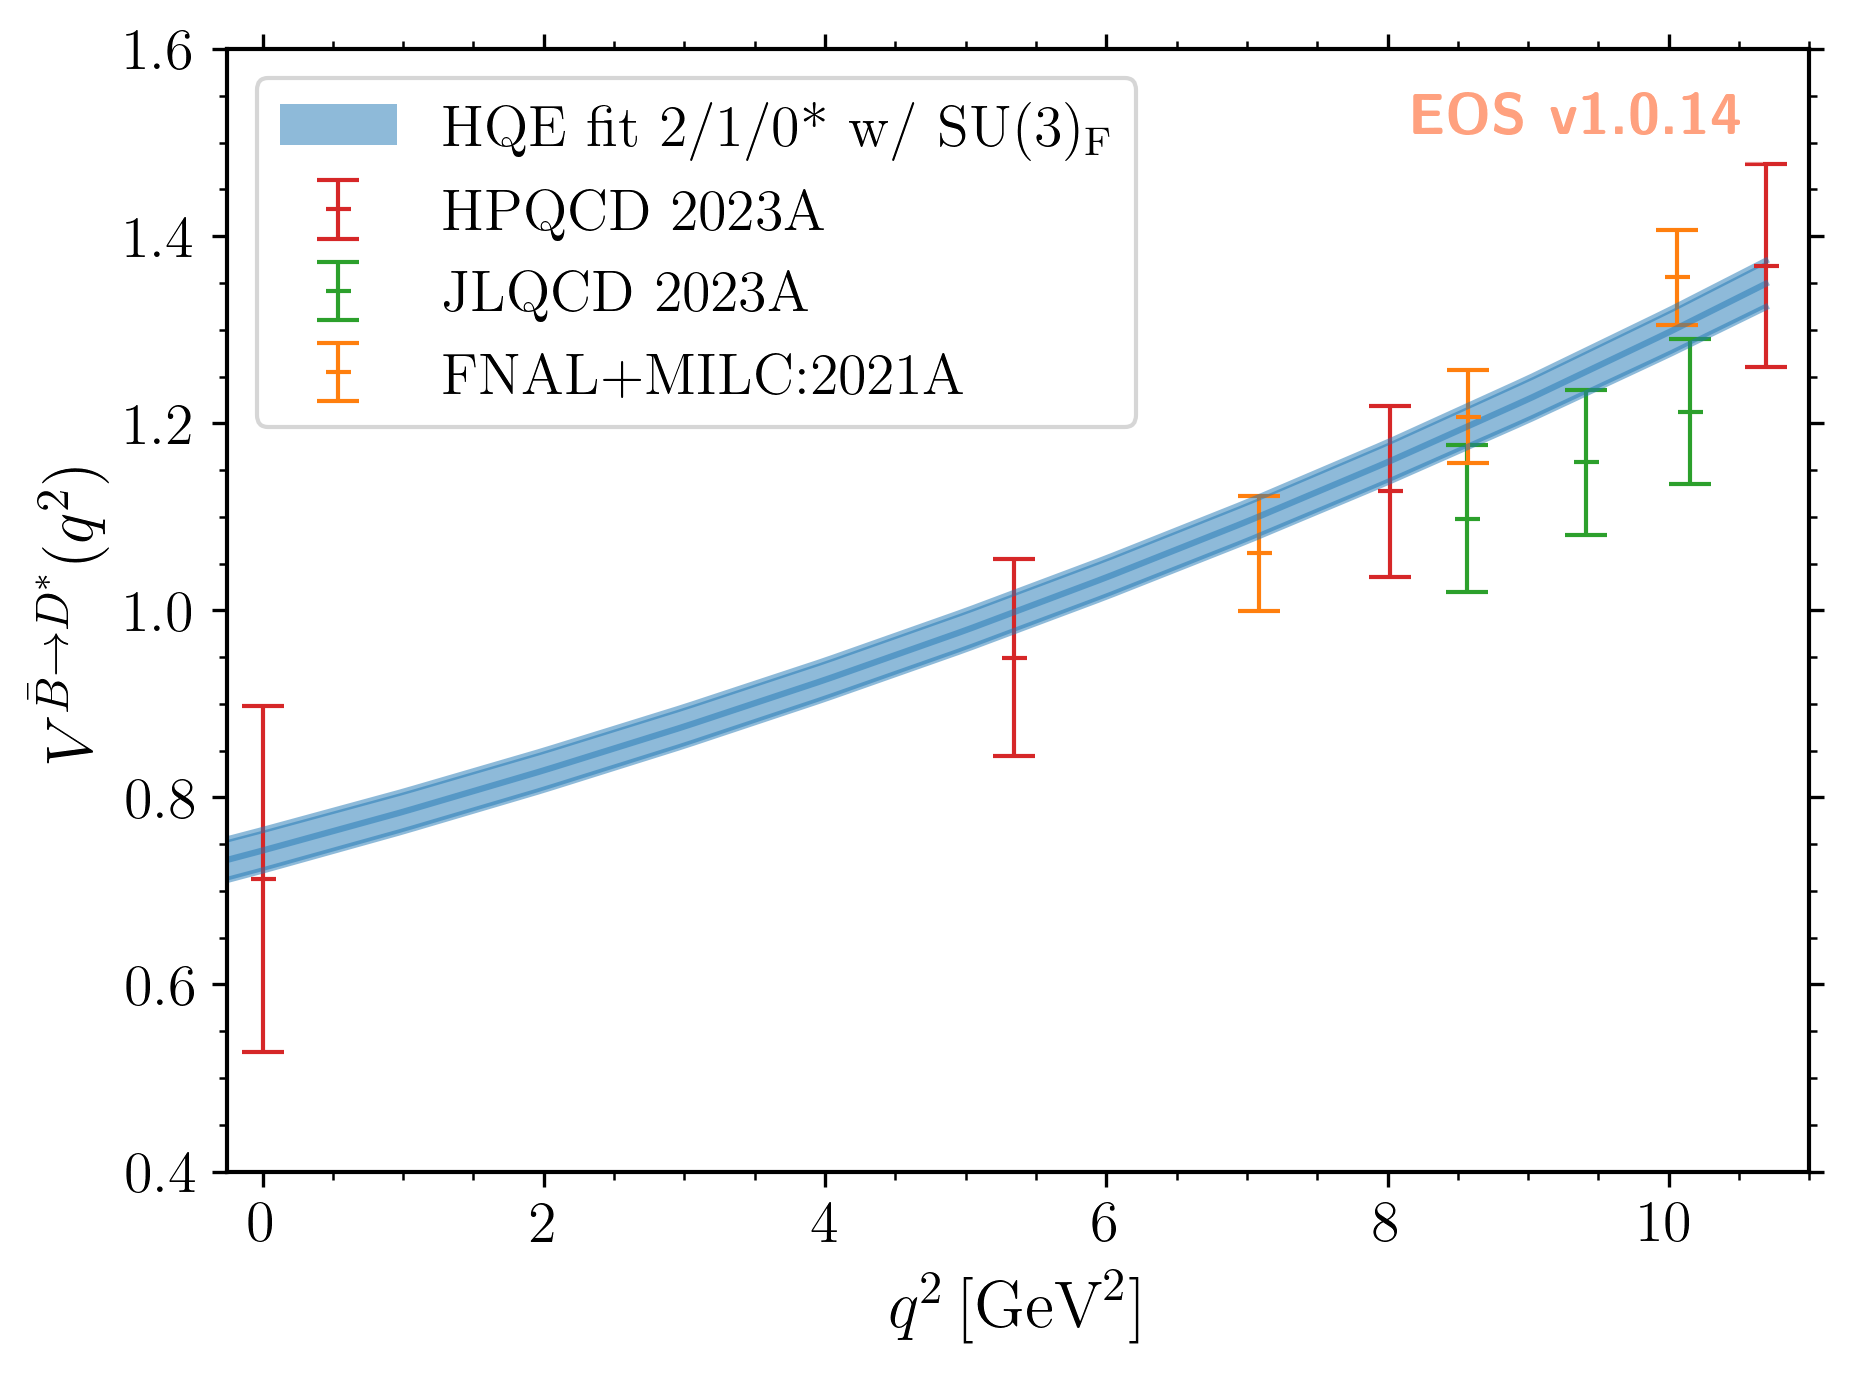 EOS v1.0.14
HQE fit 2/1/0* w/ SU(3)_F
HPQCD 2023A
JLQCD 2023A
FNAL+MILC:2021A
1.6
1.4
1.2
1.0
0.8
0.6
0.4
V^{B̄→D*}(q²)
0 2 4 6 8 10
q² [GeV²]